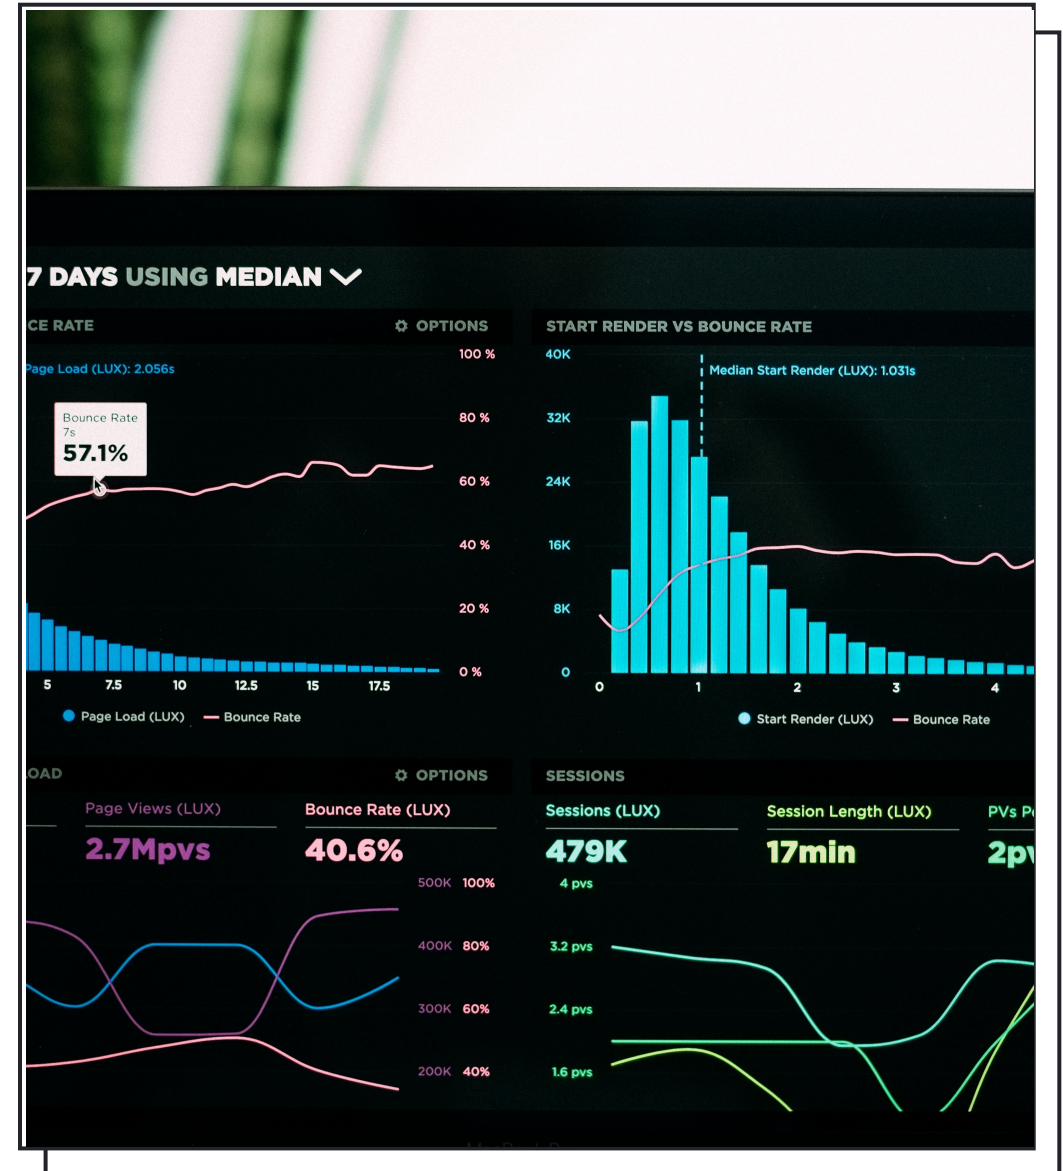 7 DAYS USING MEDIAN
CE RATE
OPTIONS
Page Load (LUX): 2.056s
Bounce Rate
7s
57.1%
100 %
80 %
60 %
40 %
20 %
0 %
5 7.5 10 12.5 15 17.5
Page Load (LUX) Bounce Rate
START RENDER VS BOUNCE RATE
Median Start Render (LUX): 1.031s
40K
32K
24K
16K
8K
0
0 1 2 3 4
Start Render (LUX) Bounce Rate
OAD
OPTIONS
Page Views (LUX)
2.7Mpvs
Bounce Rate (LUX)
40.6%
500K 100%
400K 80%
300K 60%
200K 40%
SESSIONS
Sessions (LUX)
479K
Session Length (LUX)
17min
PVs
2pv
4 pvs
3.2 pvs
2.4 pvs
1.6 pvs